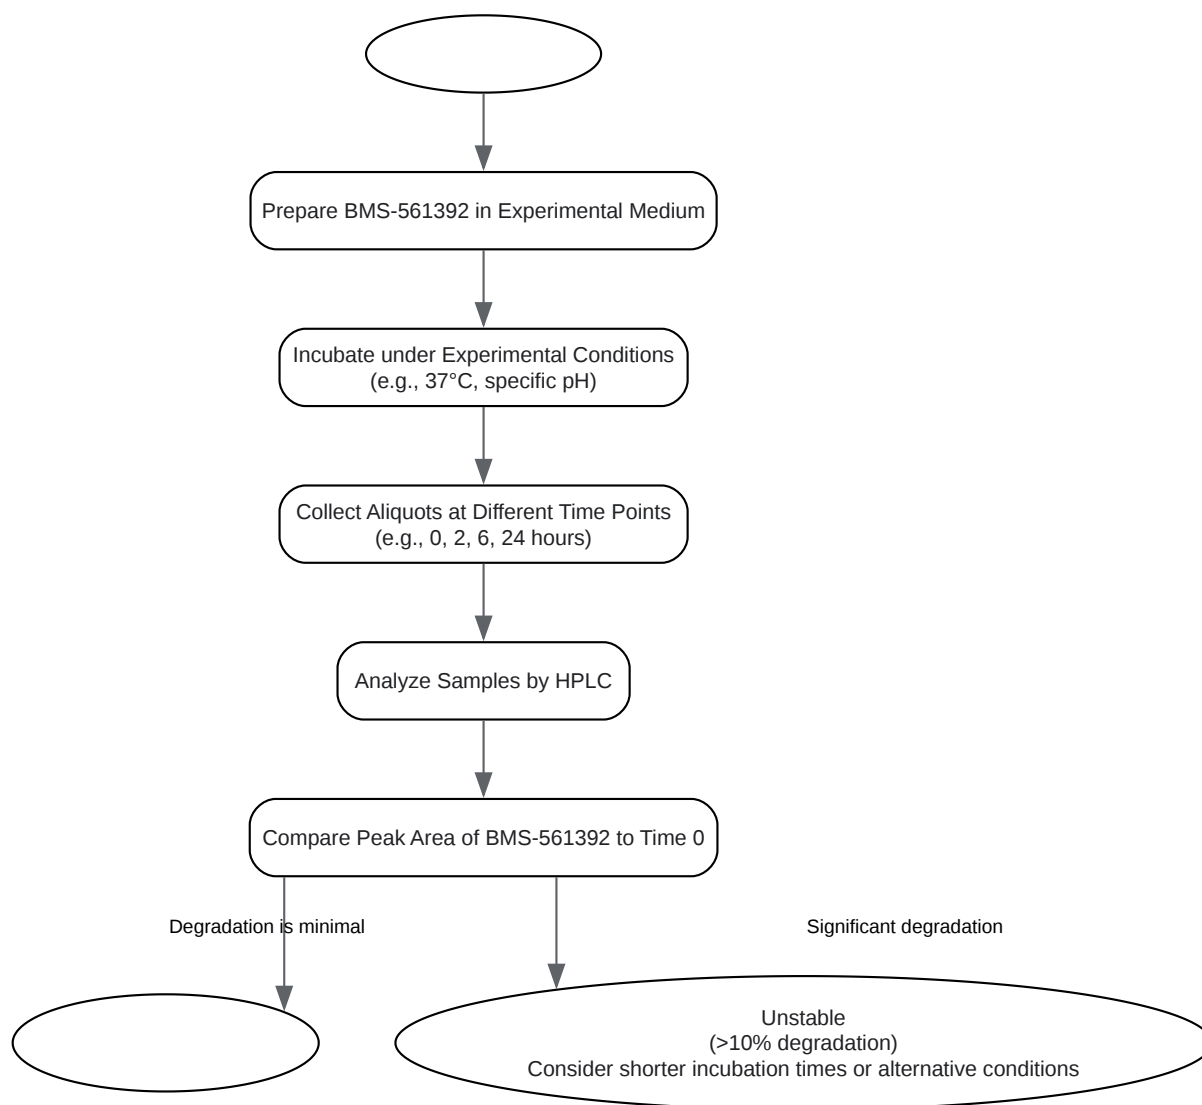 Prepare BMS-561392 in Experimental Medium
Incubate under Experimental Conditions
(e.g., 37°C, specific pH)
Collect Aliquots at Different Time Points
(e.g., 0, 2, 6, 24 hours)
Analyze Samples by HPLC
Compare Peak Area of BMS-561392 to Time 0
Degradation is minimal
Significant degradation
Unstable
(>10% degradation)
Consider shorter incubation times or alternative conditions